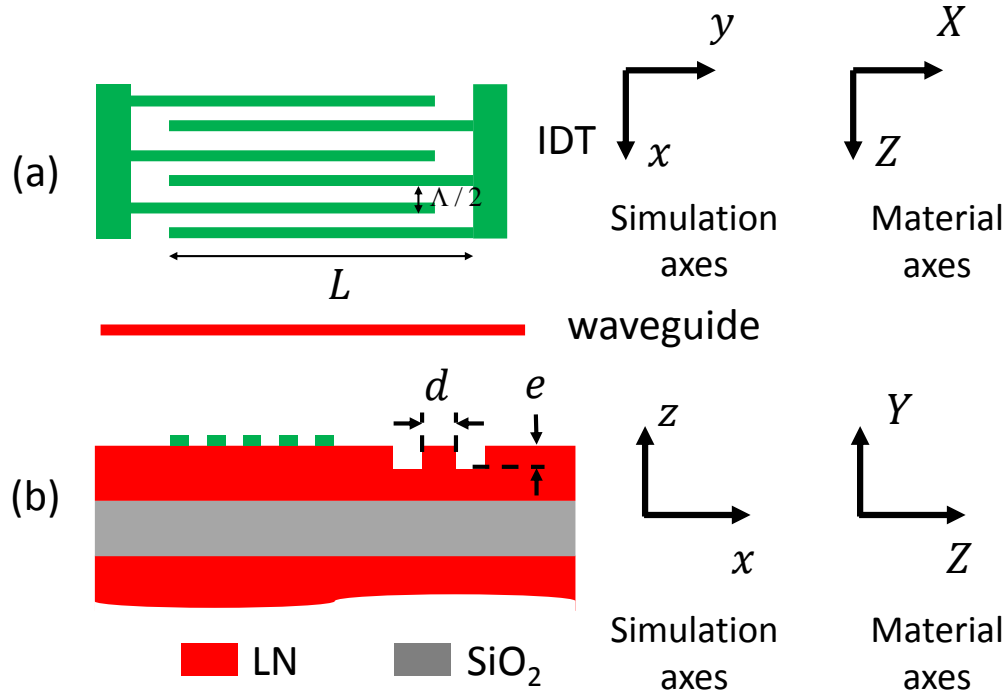 y
X
(a)
IDT
x
Z
Λ / 2
Simulation
axes
Material
axes
L
waveguide
d
e
z
Y
(b)
x
Z
Simulation
axes
Material
axes
LN
SiO₂